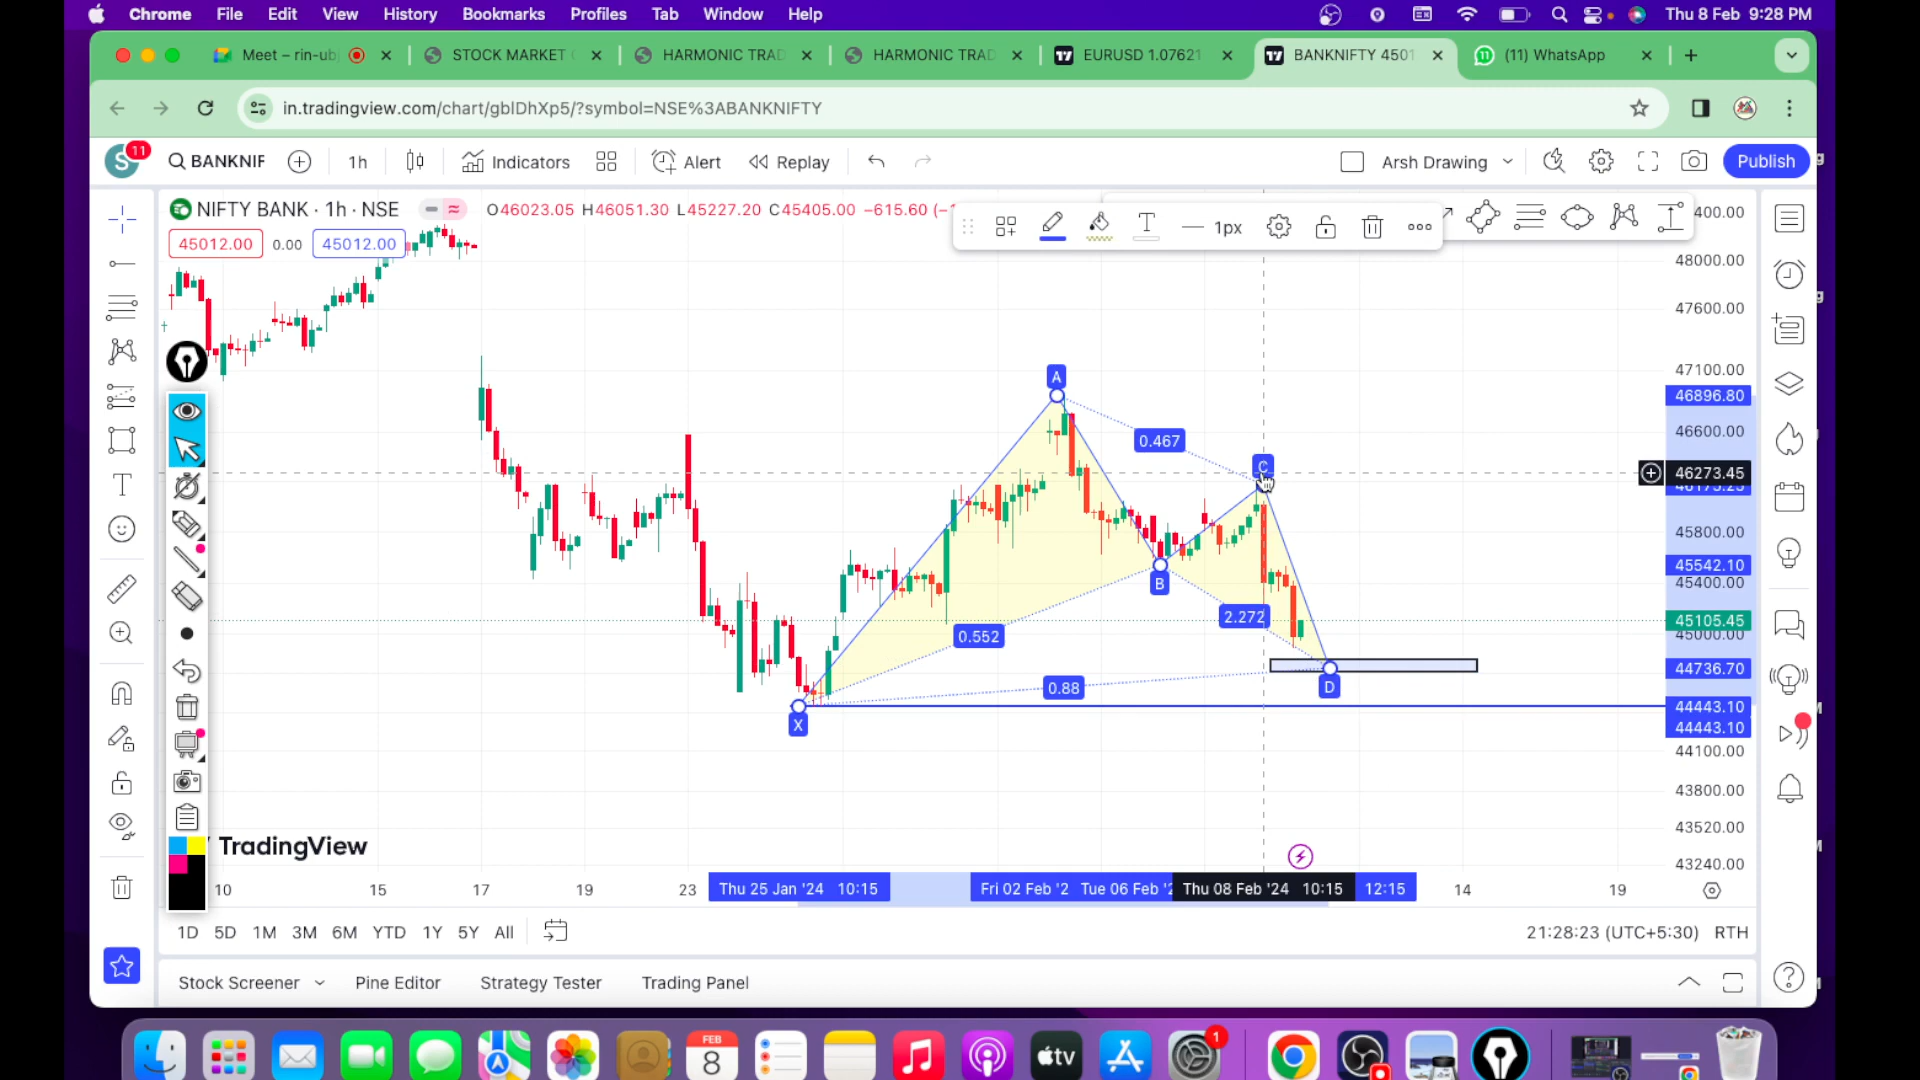 Chrome File Edit View History Bookmarks Profiles Tab Window Help Thu 8 Feb 9:28 PM
Meet – rin-ub STOCK MARKET HARMONIC TRAD HARMONIC TRAD EURUSD 1.07621 BANKNIFTY 4501 (11) WhatsApp
in.tradingview.com/chart/gblDhXp5/?symbol=NSE%3ABANKNIFTY
S 11 BANKNIF 1h Indicators Alert Replay Arsh Drawing Publish
NIFTY BANK · 1h · NSE O46023.05 H46051.30 L45227.20 C45405.00 −615.60
45012.00 0.00 45012.00
1px
400.00
48000.00
47600.00
47100.00
46896.80
46600.00
46273.45
45800.00
45542.10
45400.00
45105.45
45000.00
44736.70
44443.10
44443.10
44100.00
43800.00
43520.00
43240.00
A
0.467
C
B
0.552
2.272
0.88
D
X
T
TradingView
10 15 17 19 23 Thu 25 Jan '24 10:15 Fri 02 Feb '2 Tue 06 Feb '2 Thu 08 Feb '24 10:15 12:15 14 19
1D 5D 1M 3M 6M YTD 1Y 5Y All 21:28:23 (UTC+5:30) RTH
Stock Screener Pine Editor Strategy Tester Trading Panel
FEB
8
tv
1